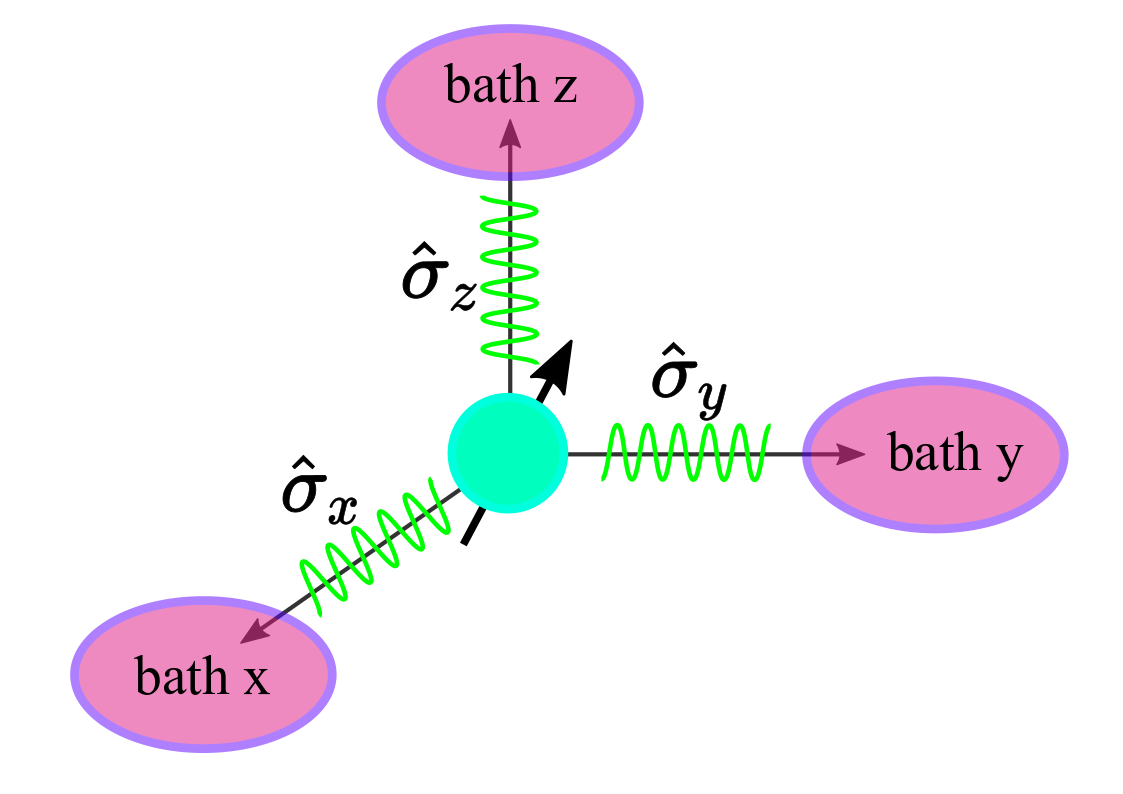 bath z
σ̂z
σ̂y
bath y
σ̂x
bath x